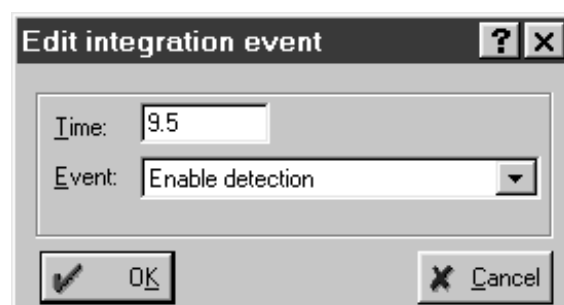 Edit integration event ? ×
Time: 9.5
Event: Enable detection
OK Cancel